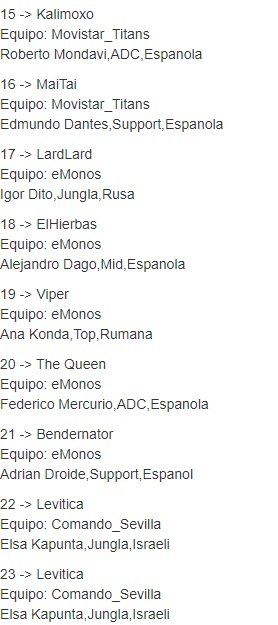 15 -> Kalimoxo
Equipo: Movistar_Titans
Roberto Mondavi,ADC,Espanola
16 -> MaiTai
Equipo: Movistar_Titans
Edmundo Dantes,Support,Espanola
17 -> LardLard
Equipo: eMonos
Igor Dito,Jungla,Rusa
18 -> ElHierbas
Equipo: eMonos
Alejandro Dago,Mid,Espanola
19 -> Viper
Equipo: eMonos
Ana Konda,Top,Rumana
20 -> The Queen
Equipo: eMonos
Federico Mercurio,ADC,Espanola
21 -> Bendernator
Equipo: eMonos
Adrian Droide,Support,Espanol
22 -> Levitica
Equipo: Comando_Sevilla
Elsa Kapunta,Jungla,Israeli
23 -> Levitica
Equipo: Comando_Sevilla
Elsa Kapunta,Jungla,Israeli